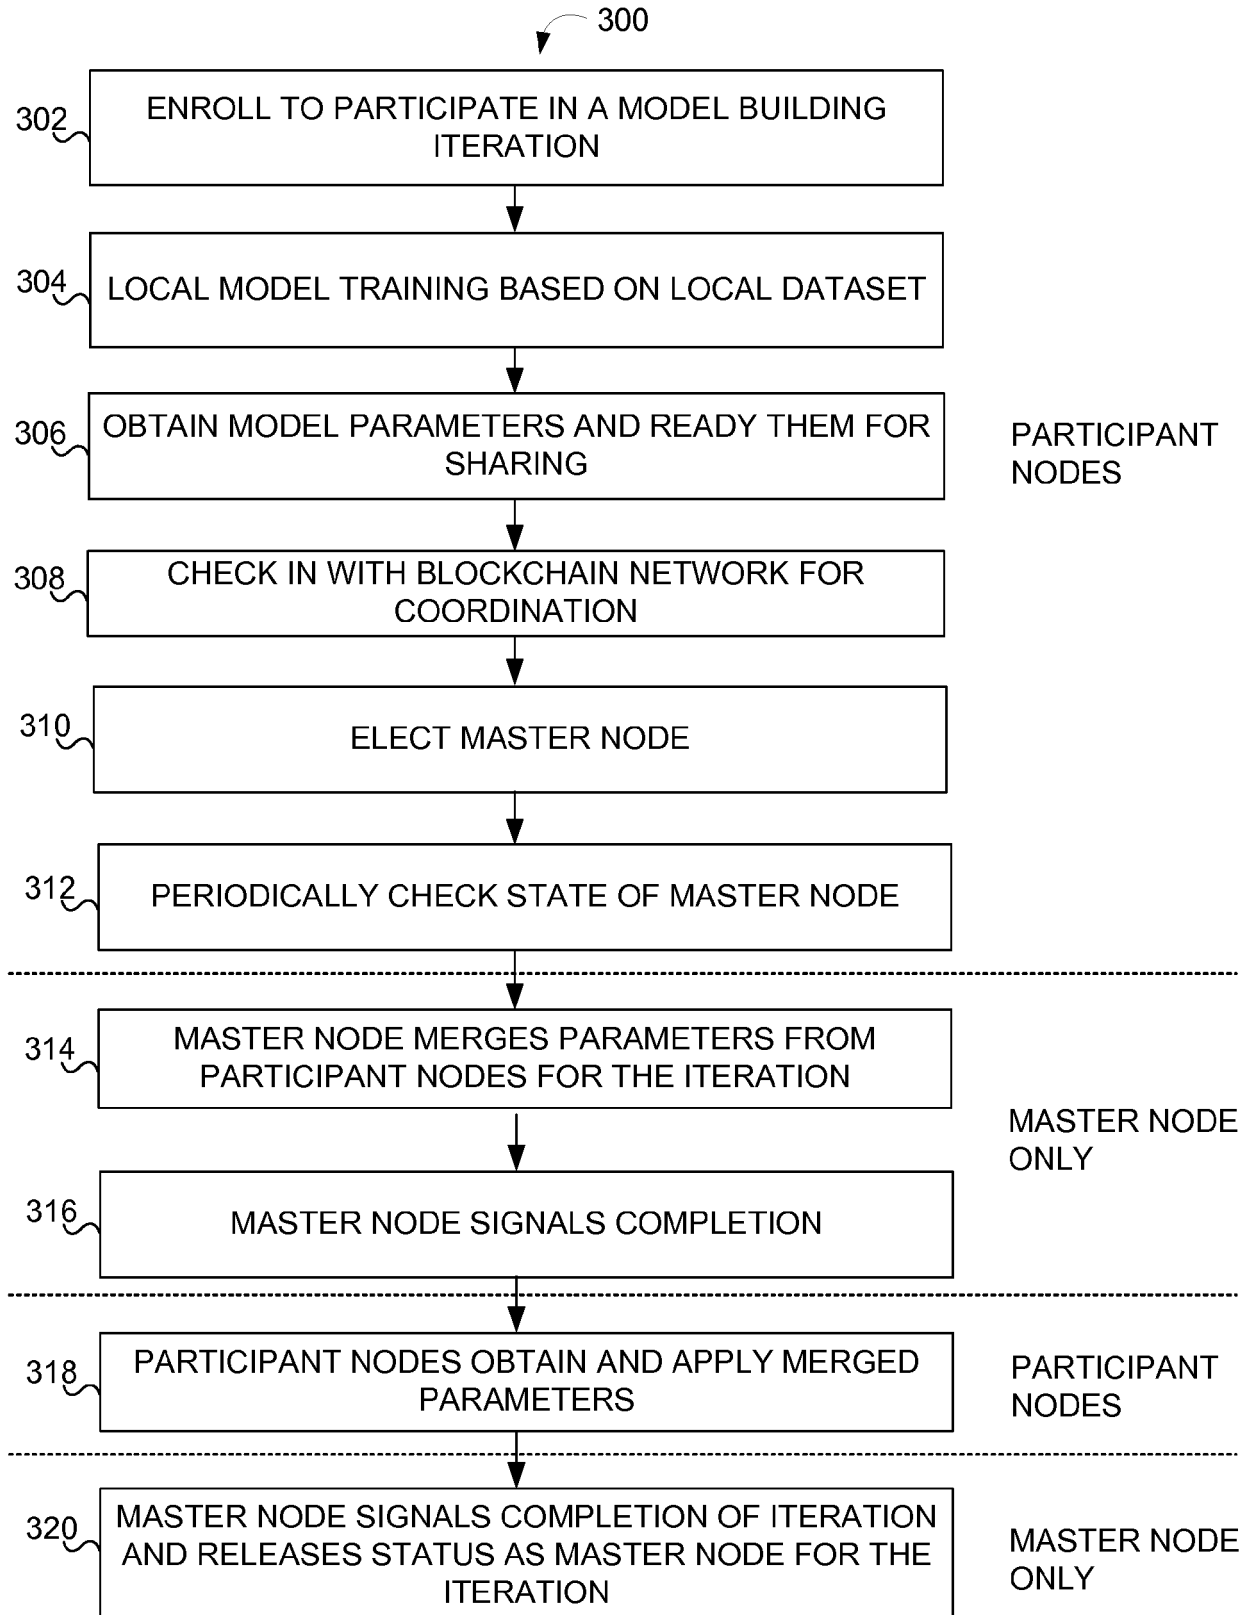 300
302
ENROLL TO PARTICIPATE IN A MODEL BUILDING
ITERATION
304
LOCAL MODEL TRAINING BASED ON LOCAL DATASET
306
OBTAIN MODEL PARAMETERS AND READY THEM FOR
SHARING
PARTICIPANT
NODES
308
CHECK IN WITH BLOCKCHAIN NETWORK FOR
COORDINATION
310
ELECT MASTER NODE
312
PERIODICALLY CHECK STATE OF MASTER NODE
314
MASTER NODE MERGES PARAMETERS FROM
PARTICIPANT NODES FOR THE ITERATION
MASTER NODE
ONLY
316
MASTER NODE SIGNALS COMPLETION
318
PARTICIPANT NODES OBTAIN AND APPLY MERGED
PARAMETERS
PARTICIPANT
NODES
320
MASTER NODE SIGNALS COMPLETION OF ITERATION
AND RELEASES STATUS AS MASTER NODE FOR THE
ITERATION
MASTER NODE
ONLY